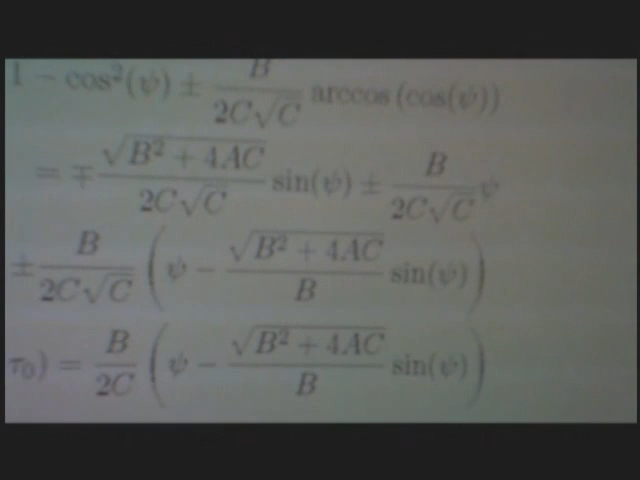 1 − cos²(ψ) ± B/(2C√C) arccos (cos(ψ))
= ∓ √(B² + 4AC)/(2C√C) sin(ψ) ± B/(2C√C) ψ
± B/(2C√C) (ψ − √(B² + 4AC)/B sin(ψ))
τ₀) = B/(2C) (ψ − √(B² + 4AC)/B sin(ψ))